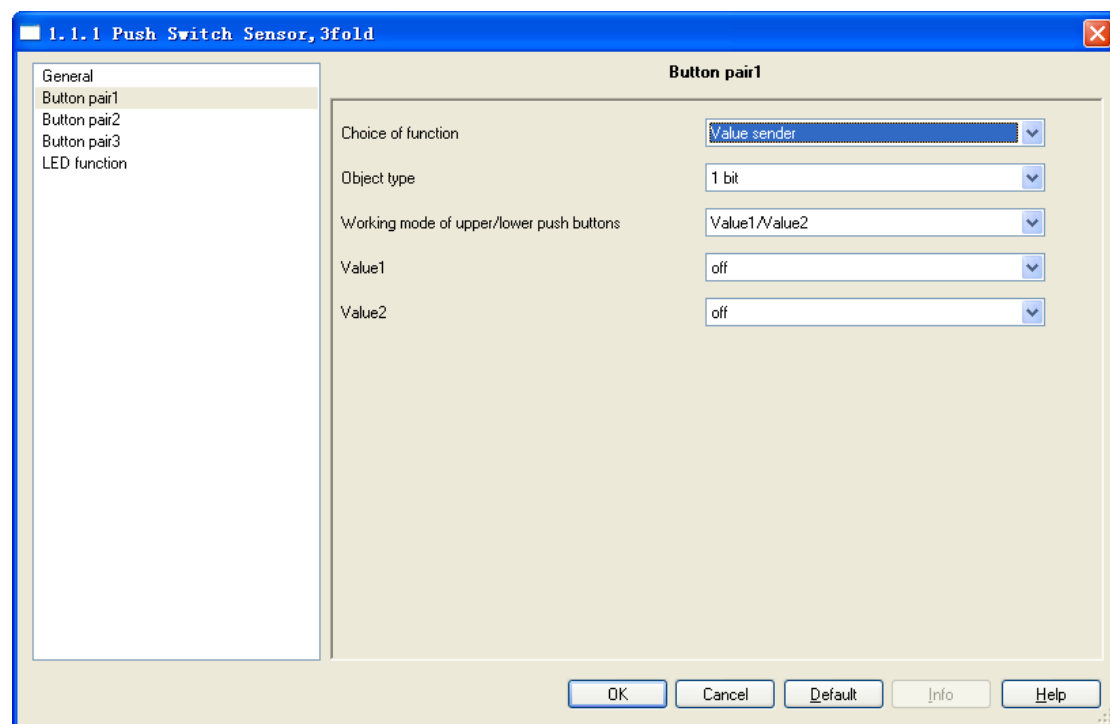 1.1.1 Push Switch Sensor,3fold
General
Button pair1
Button pair2
Button pair3
LED function
Button pair1
Choice of function Value sender
Object type 1 bit
Working mode of upper/lower push buttons Value1/Value2
Value1 off
Value2 off
OK Cancel Default Info Help